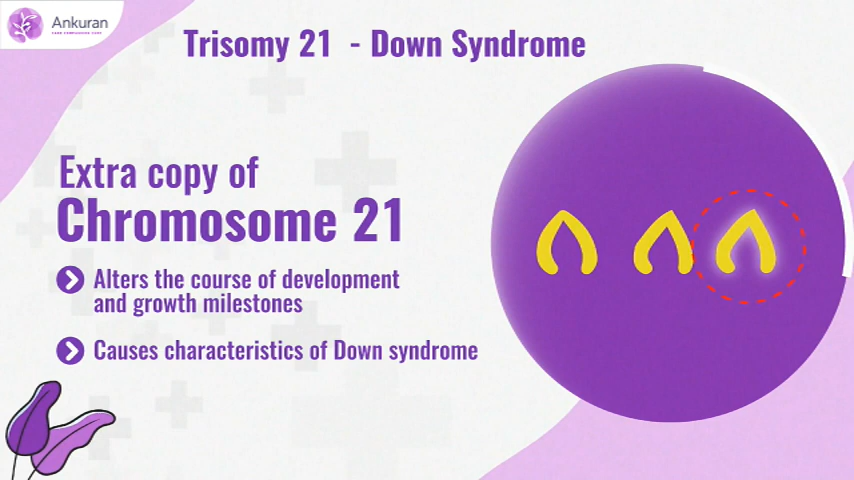 Ankuran
Trisomy 21 - Down Syndrome
Extra copy of
Chromosome 21
Alters the course of development
and growth milestones
Causes characteristics of Down syndrome